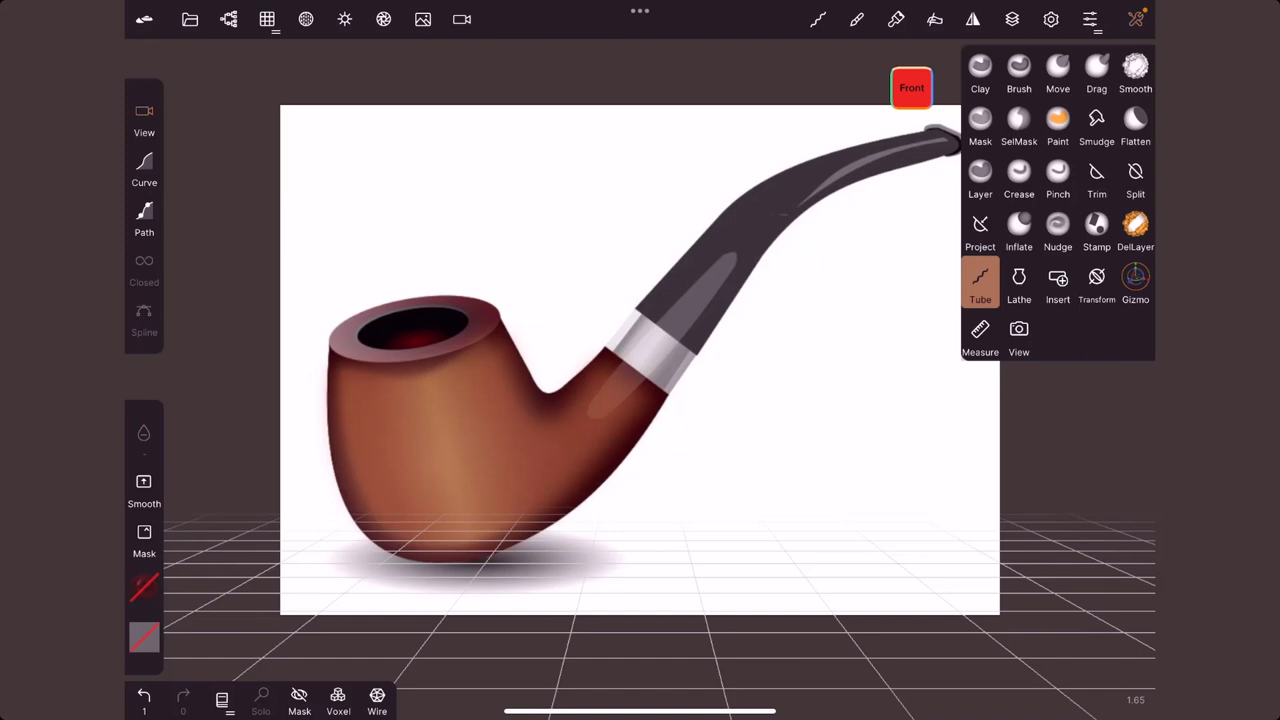 Front
Clay Brush Move Drag Smooth
Mask SelMask Paint Smudge Flatten
Layer Crease Pinch Trim Split
Project Inflate Nudge Stamp DelLayer
Tube Lathe Insert Transform Gizmo
Measure View
View
Curve
Path
Closed
Spline
Smooth
Mask
1 0 Solo Mask Voxel Wire
1.65